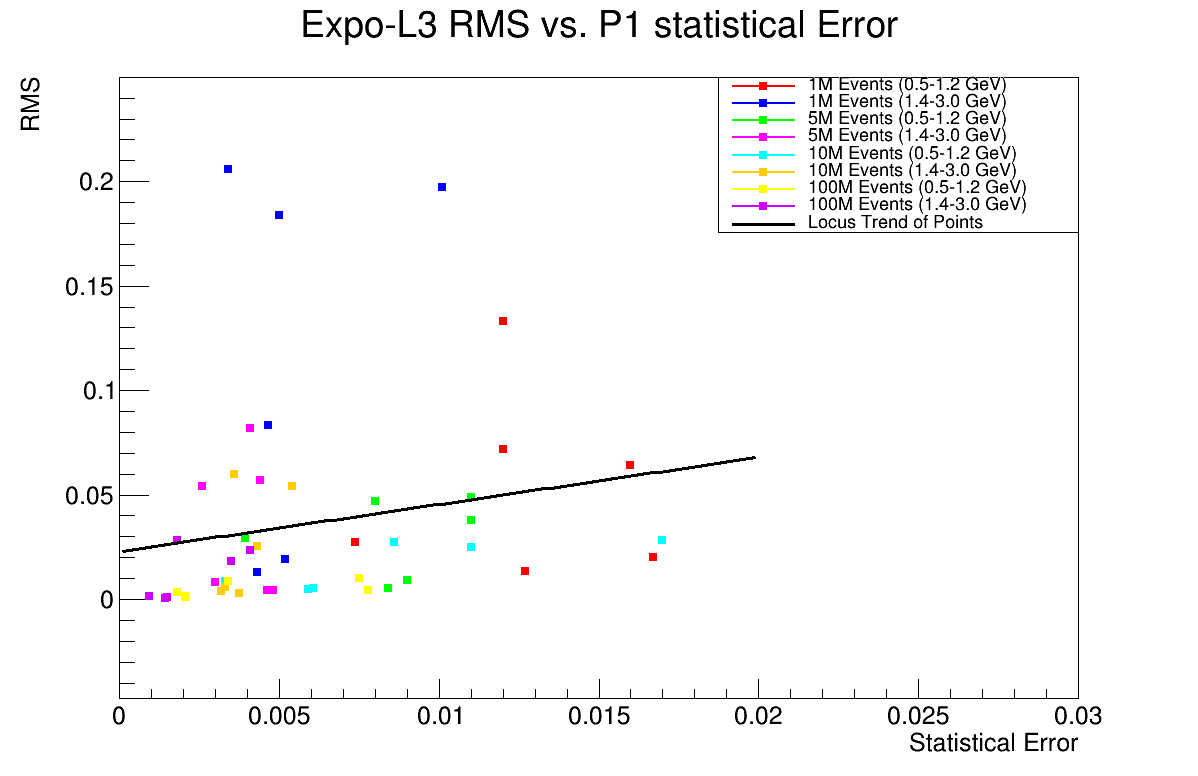 Expo-L3 RMS vs. P1 statistical Error
RMS
1M Events (0.5-1.2 GeV)
1M Events (1.4-3.0 GeV)
5M Events (0.5-1.2 GeV)
5M Events (1.4-3.0 GeV)
10M Events (0.5-1.2 GeV)
10M Events (1.4-3.0 GeV)
100M Events (0.5-1.2 GeV)
100M Events (1.4-3.0 GeV)
Locus Trend of Points
0.2
0.15
0.1
0.05
0
0 0.005 0.01 0.015 0.02 0.025 0.03
Statistical Error